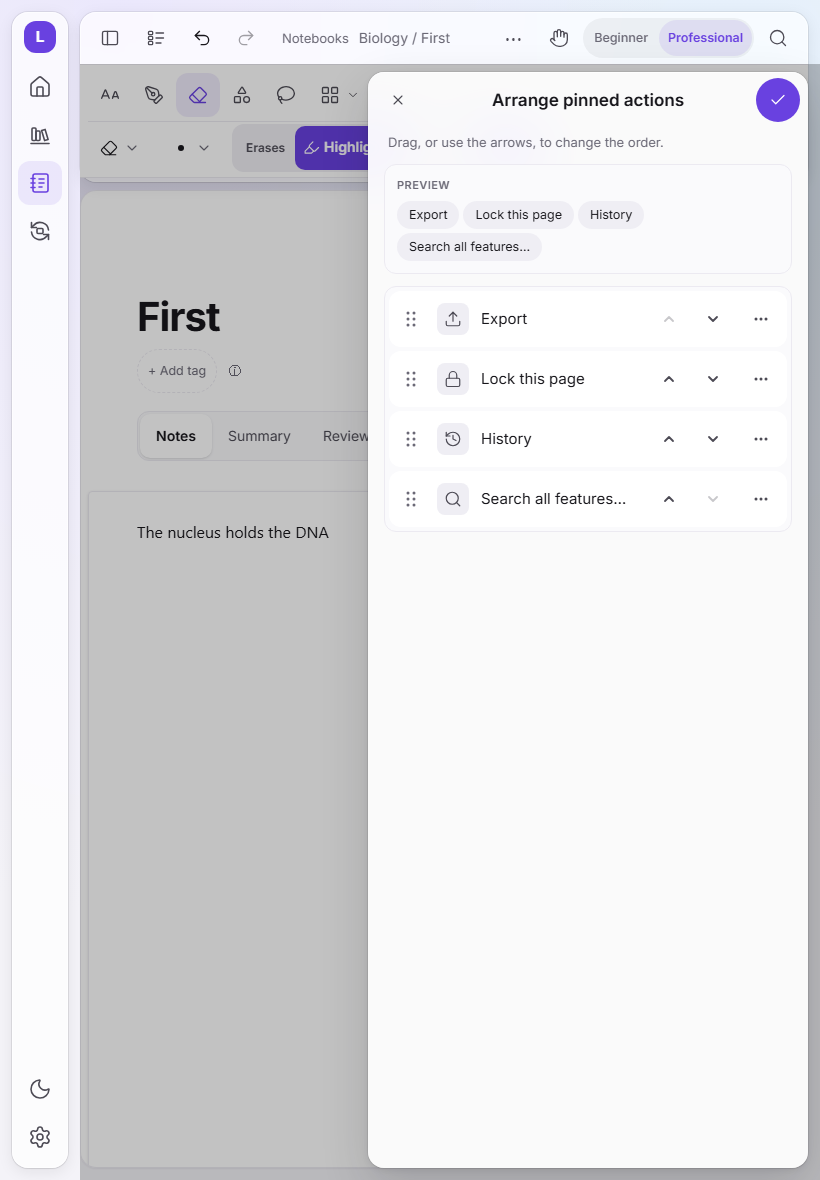 L
Notebooks Biology / First
Beginner Professional
AA
Erases Highlig
First
+ Add tag
Notes Summary Review
The nucleus holds the DNA
Arrange pinned actions
Drag, or use the arrows, to change the order.
PREVIEW
Export Lock this page History
Search all features...
Export
Lock this page
History
Search all features...